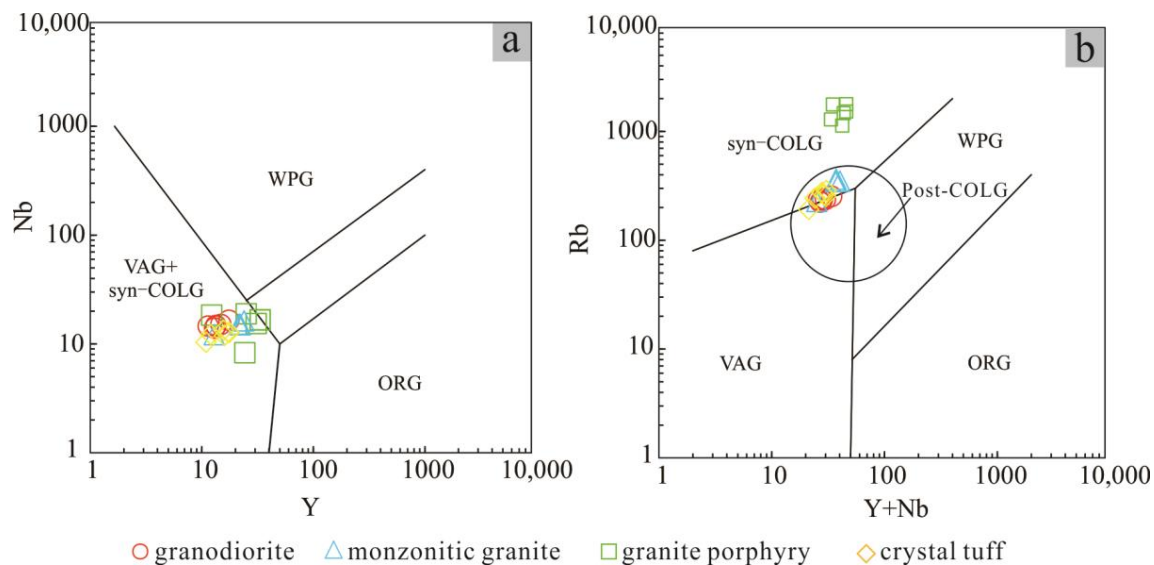 10,000
a
1000
WPG
Nb
100
VAG+
syn-COLG
10
ORG
1
1 10 100 1000 10,000
Y
10,000
b
1000
syn-COLG
WPG
Post-COLG
Rb
100
10
VAG
ORG
1
1 10 100 1000 10,000
Y+Nb
granodiorite monzonitic granite granite porphyry crystal tuff